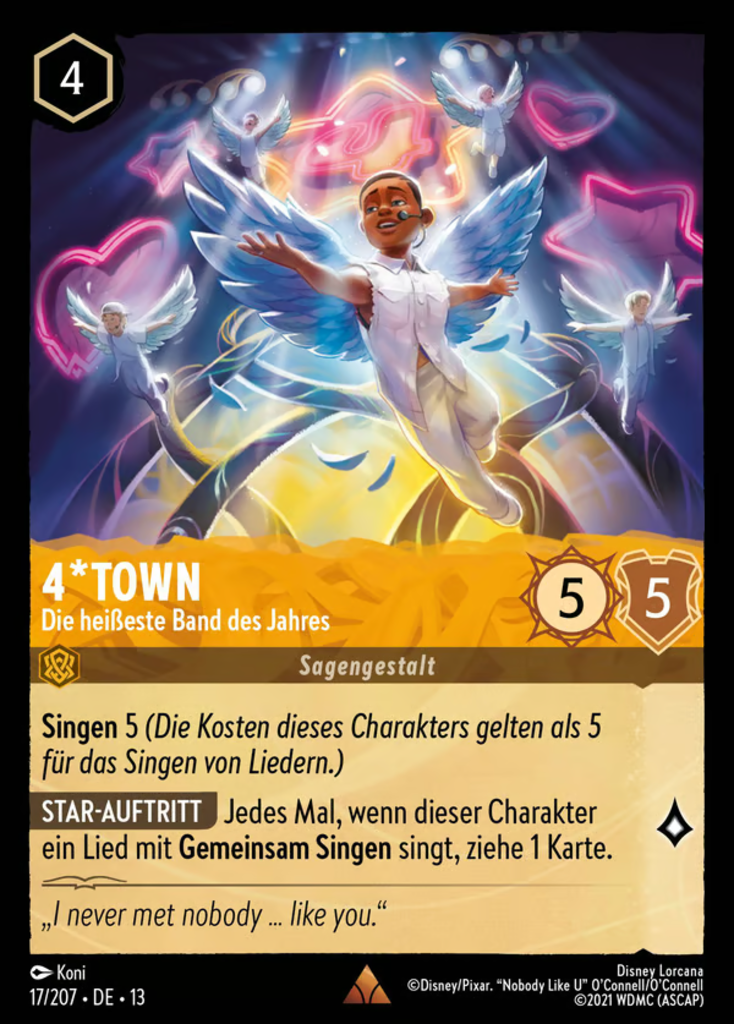 4
4*TOWN
Die heißeste Band des Jahres
5
5
Sagengestalt
Singen 5 (Die Kosten dieses Charakters gelten als 5
für das Singen von Liedern.)
STAR-AUFTRITT Jedes Mal, wenn dieser Charakter
ein Lied mit Gemeinsam Singen singt, ziehe 1 Karte.
„I never met nobody ... like you.“
Koni
17/207 • DE • 13
Disney Lorcana
©Disney/Pixar. “Nobody Like U” O'Connell/O'Connell
©2021 WDMC (ASCAP)